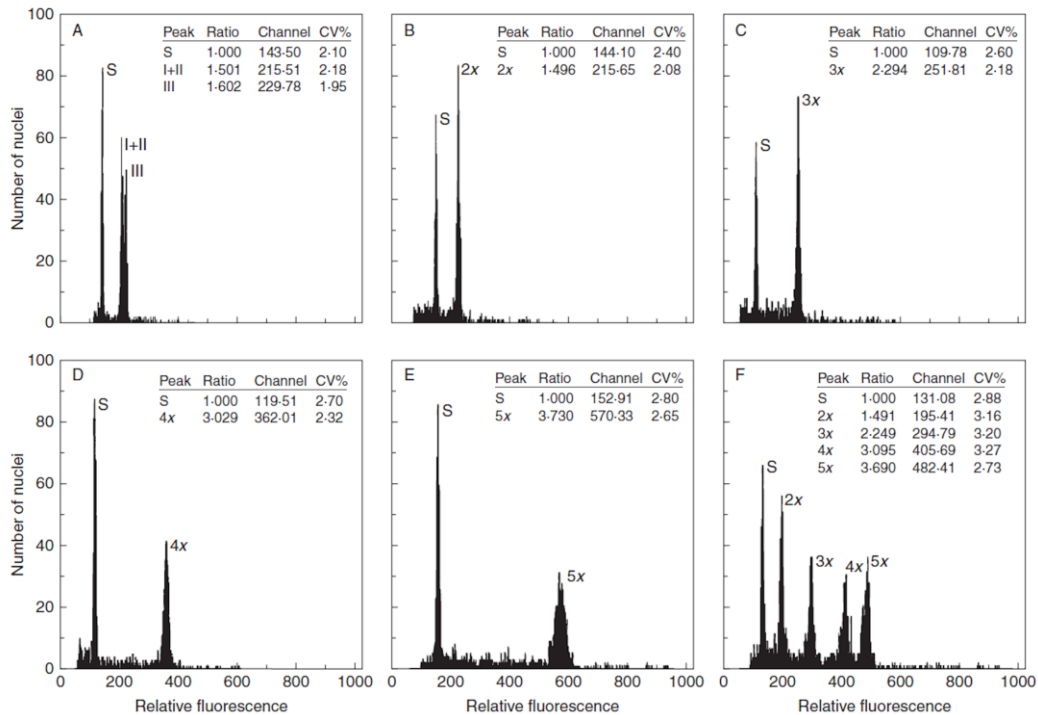 A
Peak Ratio Channel CV%
S 1·000 143·50 2·10
I+II 1·501 215·51 2·18
III 1·602 229·78 1·95
S
I+II
III
100
80
60
40
20
0
Number of nuclei
B
Peak Ratio Channel CV%
S 1·000 144·10 2·40
2x 1·496 215·65 2·08
S
2x
C
Peak Ratio Channel CV%
S 1·000 109·78 2·60
3x 2·294 251·81 2·18
S
3x
D
Peak Ratio Channel CV%
S 1·000 119·51 2·70
4x 3·029 362·01 2·32
S
4x
100
80
60
40
20
0
Number of nuclei
0 200 400 600 800 1000
Relative fluorescence
E
Peak Ratio Channel CV%
S 1·000 152·91 2·80
5x 3·730 570·33 2·65
S
5x
0 200 400 600 800 1000
Relative fluorescence
F
Peak Ratio Channel CV%
S 1·000 131·08 2·88
2x 1·491 195·41 3·16
3x 2·249 294·79 3·20
4x 3·095 405·69 3·27
5x 3·690 482·41 2·73
S
2x
3x
4x
5x
0 200 400 600 800 1000
Relative fluorescence